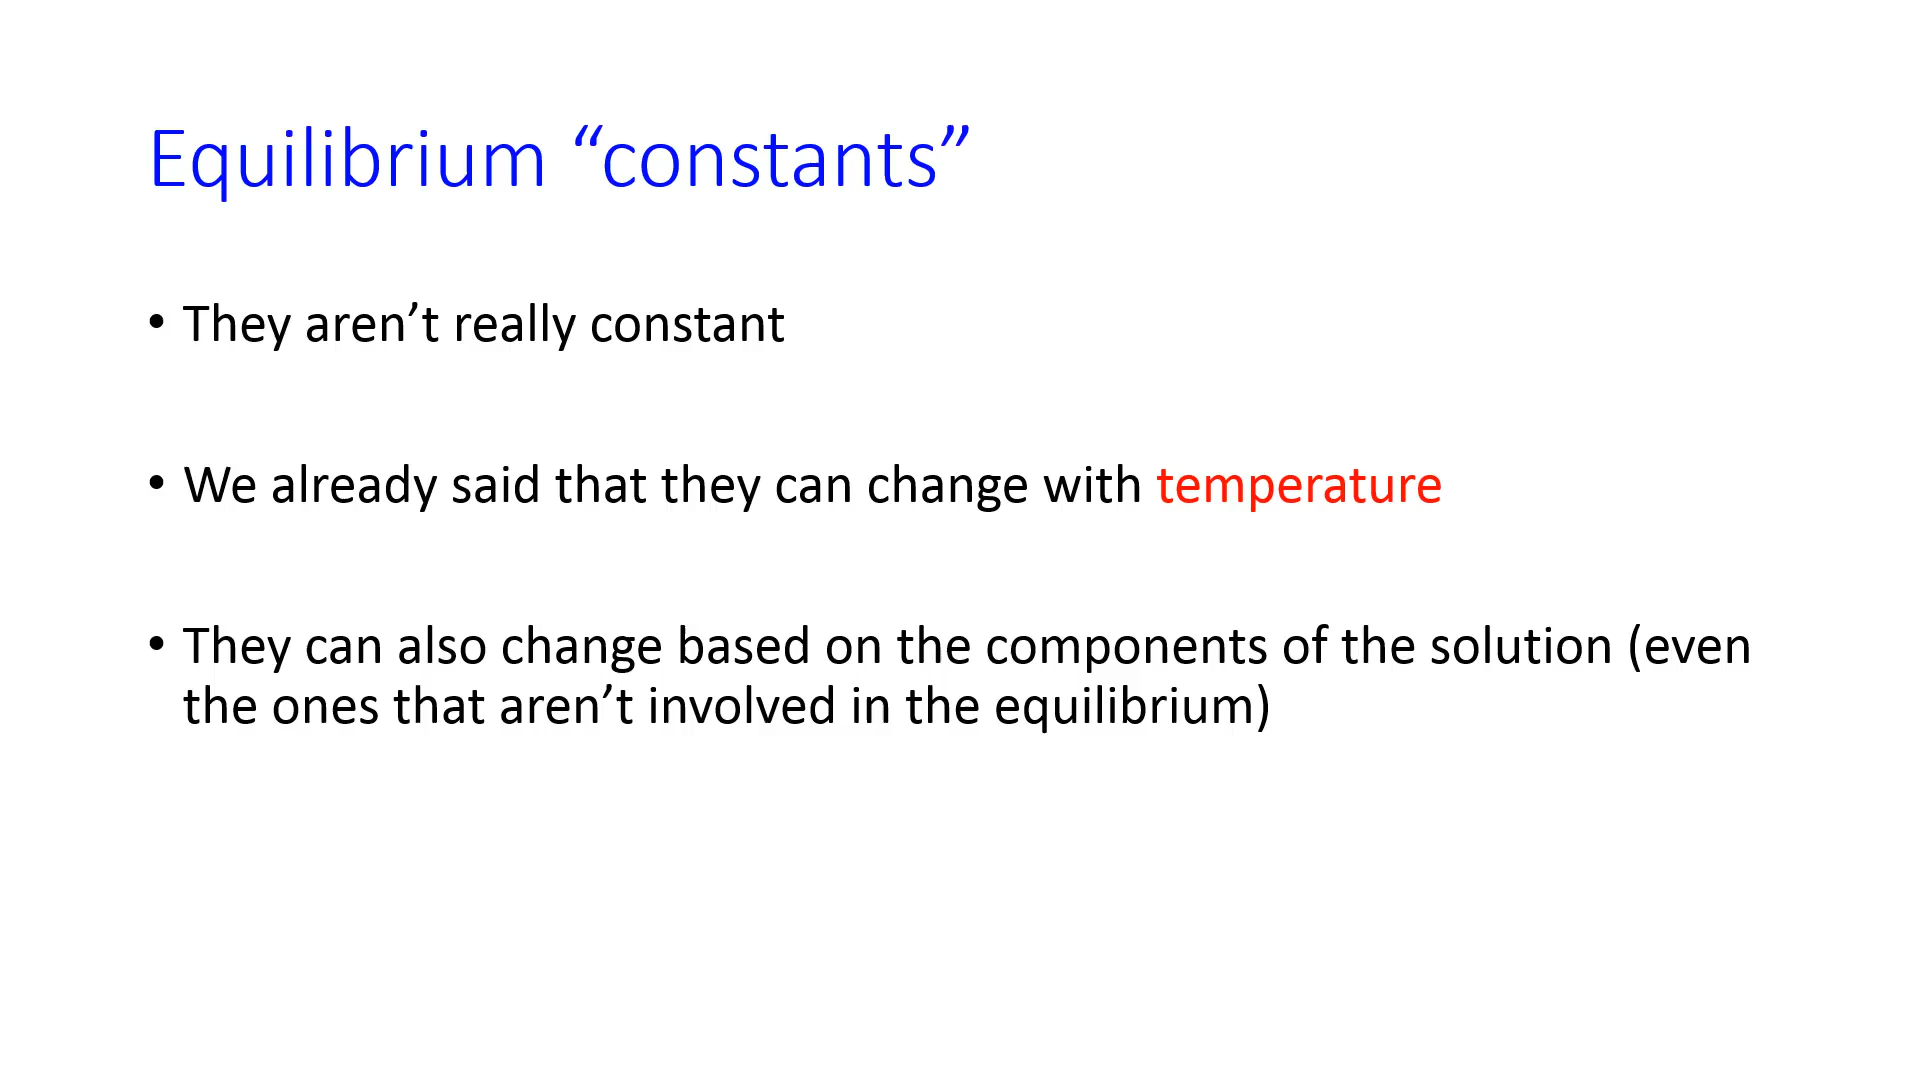 Equilibrium “constants”
• They aren’t really constant
• We already said that they can change with temperature
• They can also change based on the components of the solution (even
the ones that aren’t involved in the equilibrium)